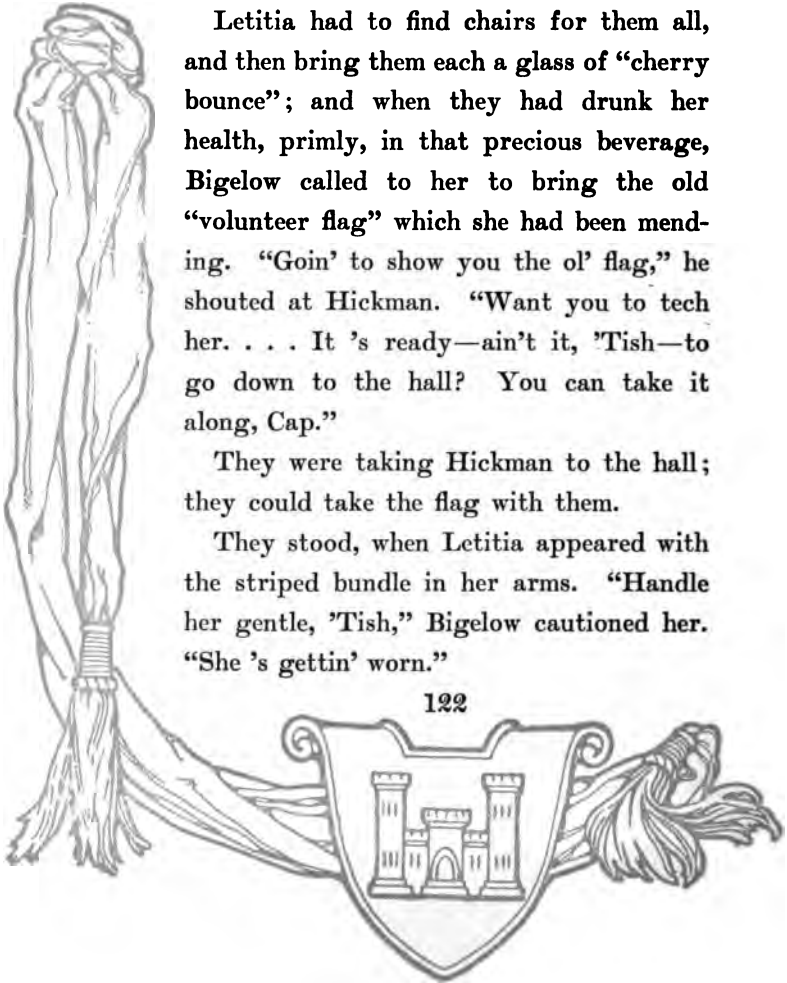 Letitia had to find chairs for them all,
and then bring them each a glass of “cherry
bounce”; and when they had drunk her
health, primly, in that precious beverage,
Bigelow called to her to bring the old
“volunteer flag” which she had been mend-
ing. “Goin’ to show you the ol’ flag,” he
shouted at Hickman. “Want you to tech
her. . . . It ’s ready—ain’t it, ’Tish—to
go down to the hall? You can take it
along, Cap.”
They were taking Hickman to the hall;
they could take the flag with them.
They stood, when Letitia appeared with
the striped bundle in her arms. “Handle
her gentle, ’Tish,” Bigelow cautioned her.
“She ’s gettin’ worn.”
122